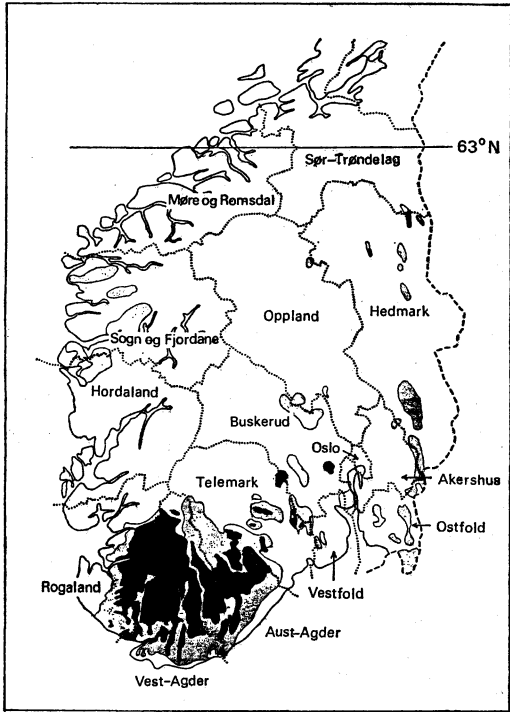 63°N
Sør-Trøndelag
Møre og Romsdal
Hedmark
Oppland
Sogn og Fjordane
Hordaland
Buskerud
Oslo
Telemark
Akershus
Ostfold
Rogaland
Vestfold
Aust-Agder
Vest-Agder